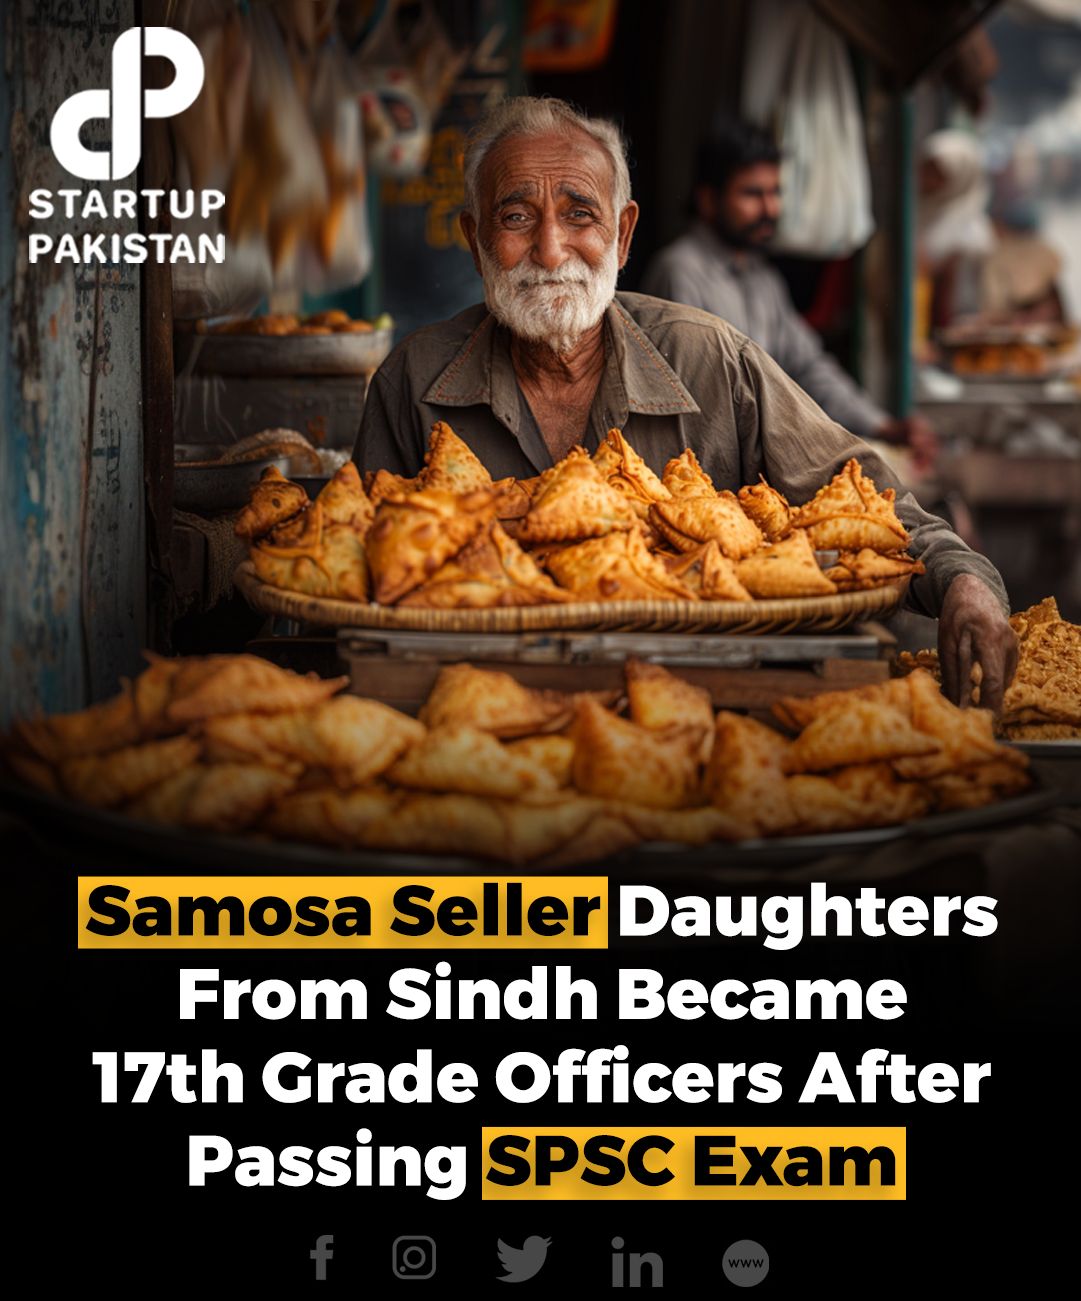 STARTUP
PAKISTAN
Samosa Seller Daughters
From Sindh Became
17th Grade Officers After
Passing SPSC Exam
www